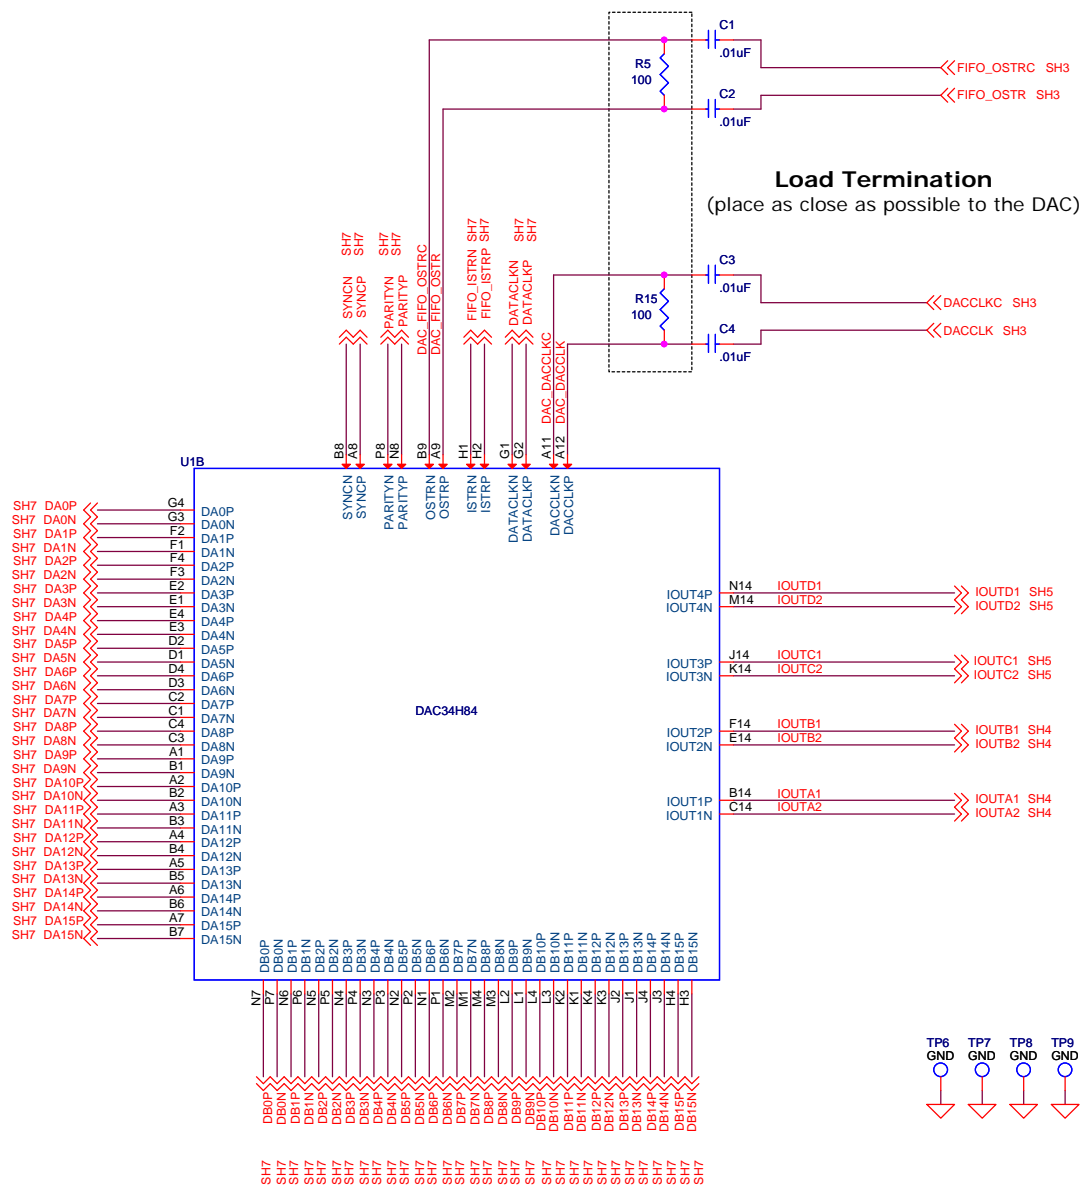 C1
.01uF
R5
100
FIFO_OSTRC SH3
C2
.01uF
FIFO_OSTR SH3
Load Termination
(place as close as possible to the DAC)
C3
.01uF
R15
100
DACCLKC SH3
C4
.01uF
DACCLK SH3
SYNCN SH7
SYNCP SH7
PARITYN SH7
PARITYP SH7
DAC_FIFO_OSTRC
DAC_FIFO_OSTR
FIFO_ISTRN SH7
FIFO_ISTRP SH7
DATACLKN SH7
DATACLKP SH7
DAC_DACCLKC
DAC_DACCLK
B8 A8 P8 N8 B9 A9 H1 H2 G1 G2 A11 A12
U1B
SYNCN
SYNCP
PARITYN
PARITYP
OSTRN
OSTRP
ISTRN
ISTRP
DATACLKN
DATACLKP
DACCLKN
DACCLKP
SH7 DA0P G4 DA0P
SH7 DA0N G3 DA0N
SH7 DA1P F2 DA1P
SH7 DA1N F1 DA1N
SH7 DA2P F4 DA2P
SH7 DA2N F3 DA2N
SH7 DA3P E2 DA3P
SH7 DA3N E1 DA3N
SH7 DA4P E4 DA4P
SH7 DA4N E3 DA4N
SH7 DA5P D2 DA5P
SH7 DA5N D1 DA5N
SH7 DA6P D4 DA6P
SH7 DA6N D3 DA6N
SH7 DA7P C2 DA7P
SH7 DA7N C1 DA7N
SH7 DA8P C4 DA8P
SH7 DA8N C3 DA8N
SH7 DA9P A1 DA9P
SH7 DA9N B1 DA9N
SH7 DA10P A2 DA10P
SH7 DA10N B2 DA10N
SH7 DA11P A3 DA11P
SH7 DA11N B3 DA11N
SH7 DA12P A4 DA12P
SH7 DA12N B4 DA12N
SH7 DA13P A5 DA13P
SH7 DA13N B5 DA13N
SH7 DA14P A6 DA14P
SH7 DA14N B6 DA14N
SH7 DA15P A7 DA15P
SH7 DA15N B7 DA15N
DAC34H84
IOUT4P N14 IOUTD1 IOUTD1 SH5
IOUT4N M14 IOUTD2 IOUTD2 SH5
IOUT3P J14 IOUTC1 IOUTC1 SH5
IOUT3N K14 IOUTC2 IOUTC2 SH5
IOUT2P F14 IOUTB1 IOUTB1 SH4
IOUT2N E14 IOUTB2 IOUTB2 SH4
IOUT1P B14 IOUTA1 IOUTA1 SH4
IOUT1N C14 IOUTA2 IOUTA2 SH4
SH7 DB0P N7 DB0P
SH7 DB0N P7 DB0N
SH7 DB1P N6 DB1P
SH7 DB1N P6 DB1N
SH7 DB2P N5 DB2P
SH7 DB2N P5 DB2N
SH7 DB3P N4 DB3P
SH7 DB3N P4 DB3N
SH7 DB4P N3 DB4P
SH7 DB4N P3 DB4N
SH7 DB5P N2 DB5P
SH7 DB5N P2 DB5N
SH7 DB6P N1 DB6P
SH7 DB6N P1 DB6N
SH7 DB7P M2 DB7P
SH7 DB7N M1 DB7N
SH7 DB8P M4 DB8P
SH7 DB8N M3 DB8N
SH7 DB9P L2 DB9P
SH7 DB9N L1 DB9N
SH7 DB10P L4 DB10P
SH7 DB10N L3 DB10N
SH7 DB11P K2 DB11P
SH7 DB11N K1 DB11N
SH7 DB12P K4 DB12P
SH7 DB12N K3 DB12N
SH7 DB13P J2 DB13P
SH7 DB13N J1 DB13N
SH7 DB14P J4 DB14P
SH7 DB14N J3 DB14N
SH7 DB15P H4 DB15P
SH7 DB15N H3 DB15N
TP6 TP7 TP8 TP9
GND GND GND GND